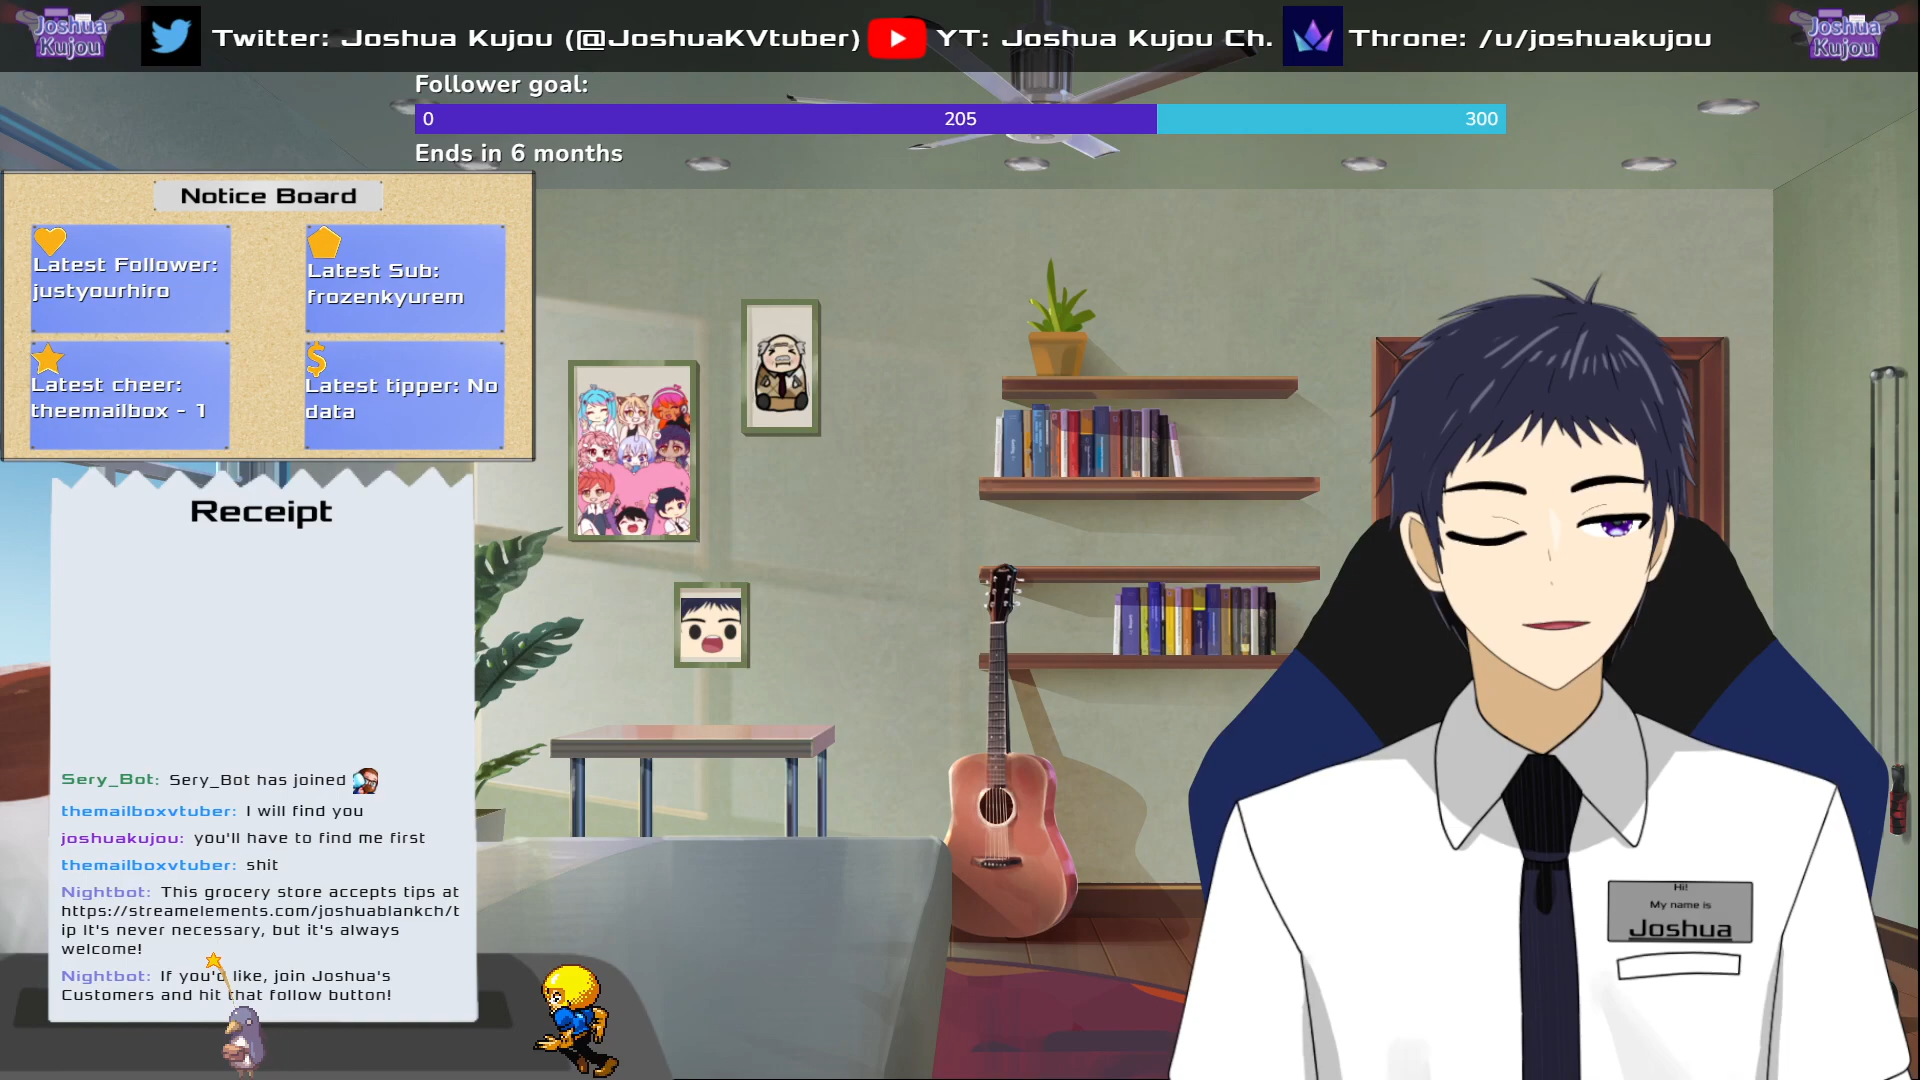 Joshua
Kujou
Twitter: Joshua Kujou (@JoshuaKVtuber)
YT: Joshua Kujou Ch.
Throne: /u/joshuakujou
Joshua
Kujou
Follower goal:
0 205 300
Ends in 6 months
Notice Board
Latest Follower:
justyourhiro
Latest Sub:
frozenkyurem
Latest cheer:
theemailbox - 1
Latest tipper: No
data
Receipt
Sery_Bot: Sery_Bot has joined
themailboxvtuber: I will find you
joshuakujou: you'll have to find me first
themailboxvtuber: shit
Nightbot: This grocery store accepts tips at
https://streamelements.com/joshuablankch/t
ip It's never necessary, but it's always
welcome!
Nightbot: If you'd like, join Joshua's
Customers and hit that follow button!
Hi!
My name is
Joshua